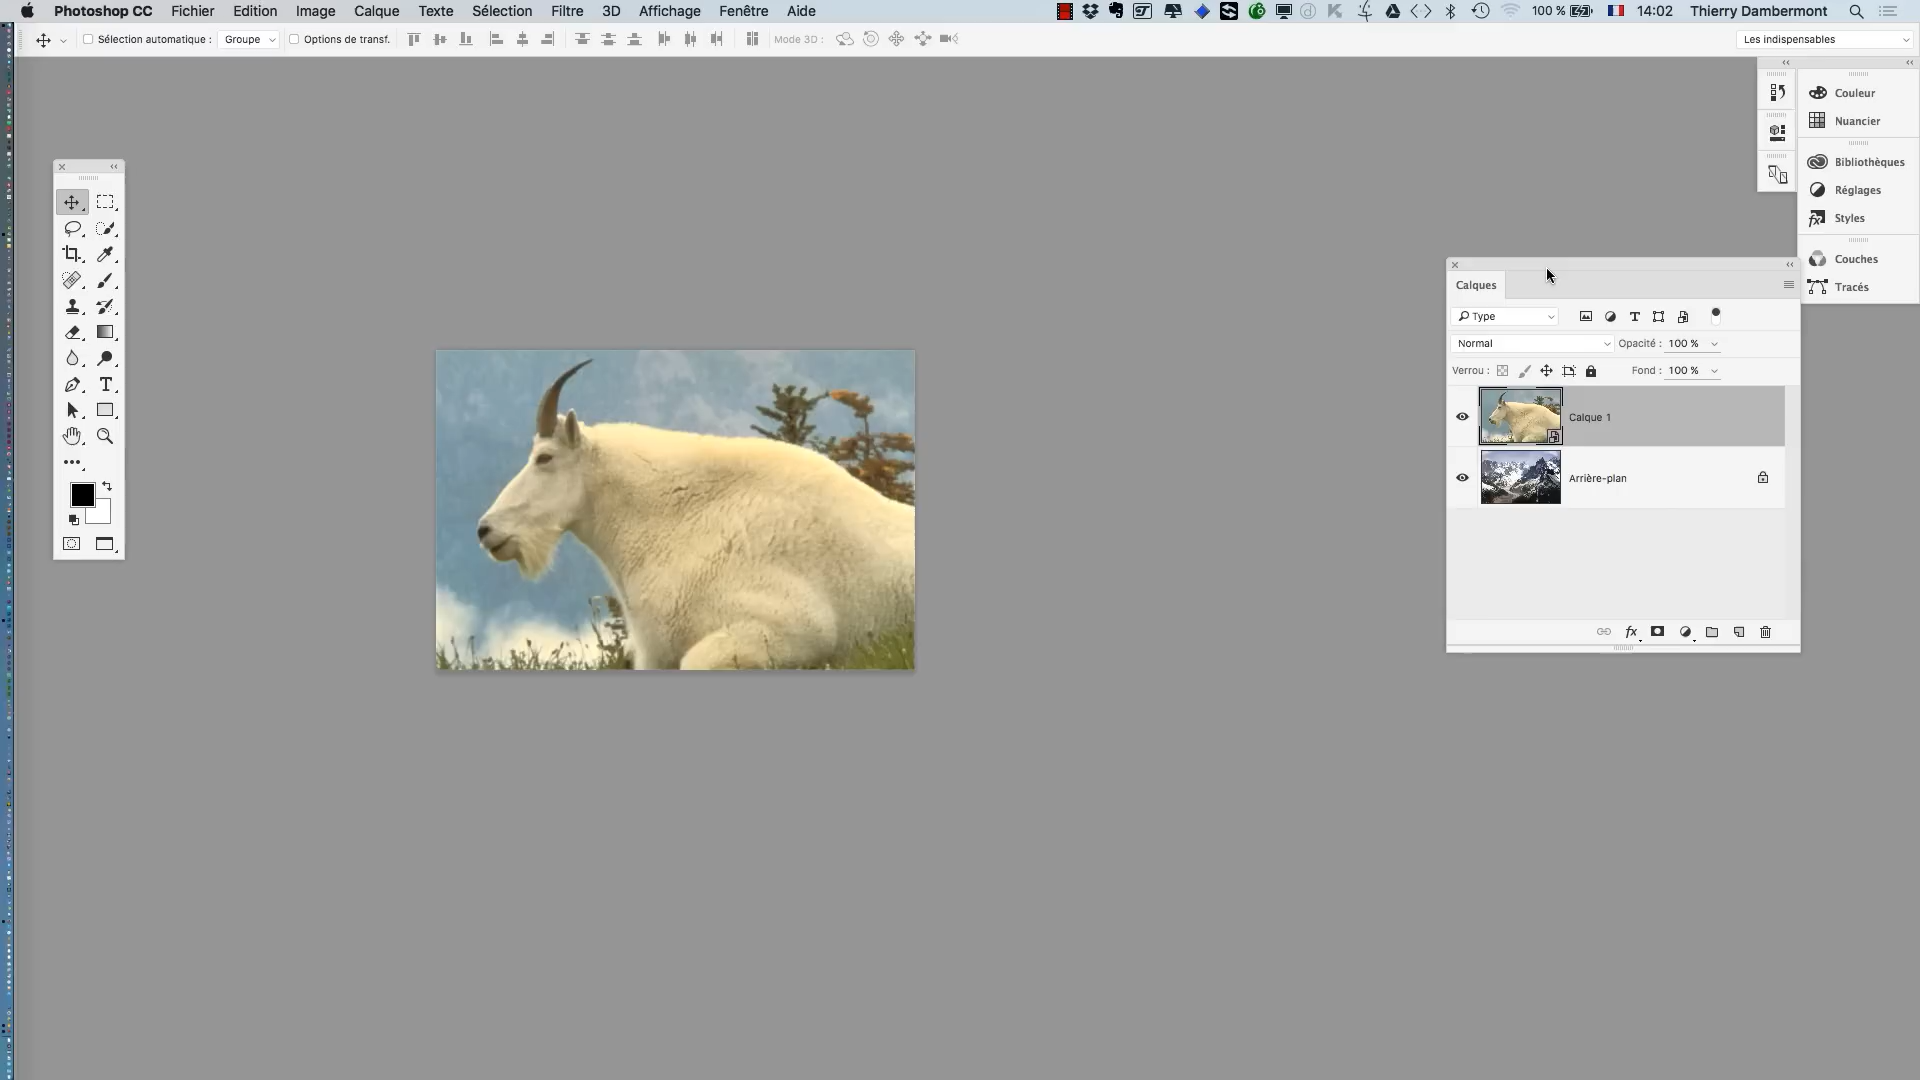 Photoshop CC Fichier Edition Image Calque Texte Sélection Filtre 3D Affichage Fenêtre Aide 100 % 14:02 Thierry Dambermont
Sélection automatique : Groupe Options de transf. Mode 3D : Les indispensables
Couleur
Nuancier
Bibliothèques
Réglages
Styles
Couches
Tracés
Calques
Type
Normal Opacité : 100 %
Verrou : Fond : 100 %
Calque 1
Arrière-plan
fx